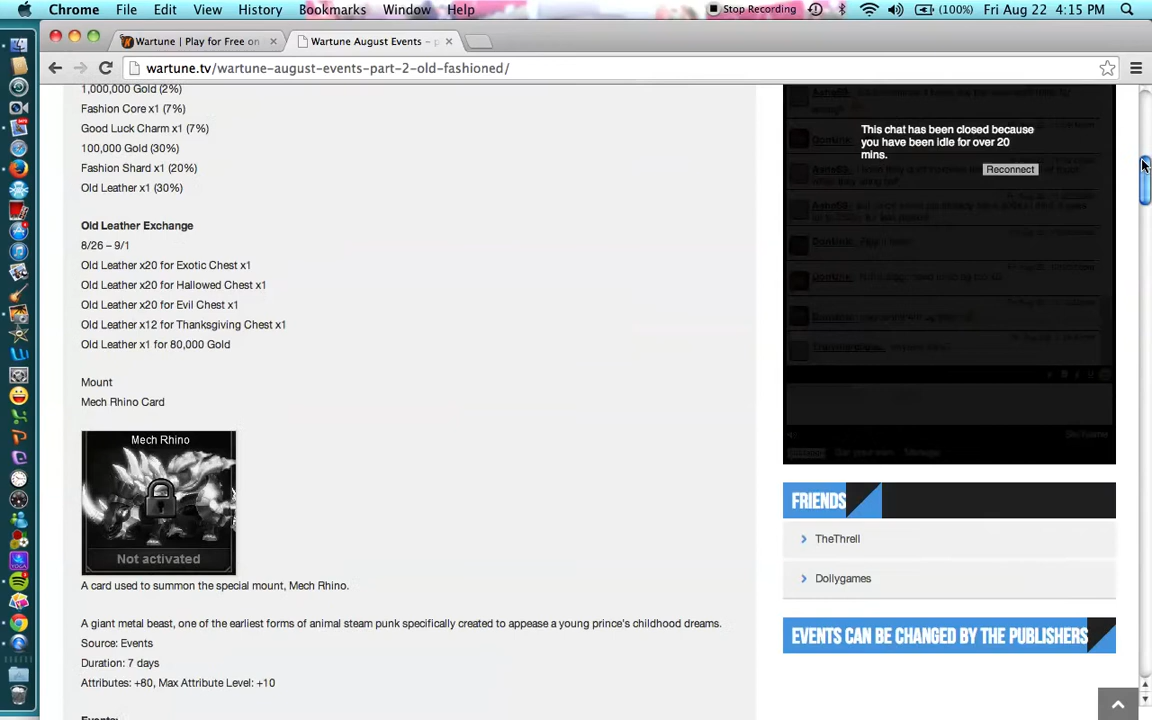 Chrome File Edit View History Bookmarks Window Help Stop Recording (100%) Fri Aug 22 4:15 PM
Wartune | Play for Free on × Wartune August Events – p ×
wartune.tv/wartune-august-events-part-2-old-fashioned/
1,000,000 Gold (2%)
Fashion Core x1 (7%)
Good Luck Charm x1 (7%)
100,000 Gold (30%)
Fashion Shard x1 (20%)
Old Leather x1 (30%)
Old Leather Exchange
8/26 – 9/1
Old Leather x20 for Exotic Chest x1
Old Leather x20 for Hallowed Chest x1
Old Leather x20 for Evil Chest x1
Old Leather x12 for Thanksgiving Chest x1
Old Leather x1 for 80,000 Gold
Mount
Mech Rhino Card
Mech Rhino
Not activated
A card used to summon the special mount, Mech Rhino.
A giant metal beast, one of the earliest forms of animal steam punk specifically created to appease a young prince's childhood dreams.
Source: Events
Duration: 7 days
Attributes: +80, Max Attribute Level: +10
Events:
This chat has been closed because
you have been idle for over 20
mins.
Reconnect
FRIENDS
TheThrell
Dollygames
EVENTS CAN BE CHANGED BY THE PUBLISHERS